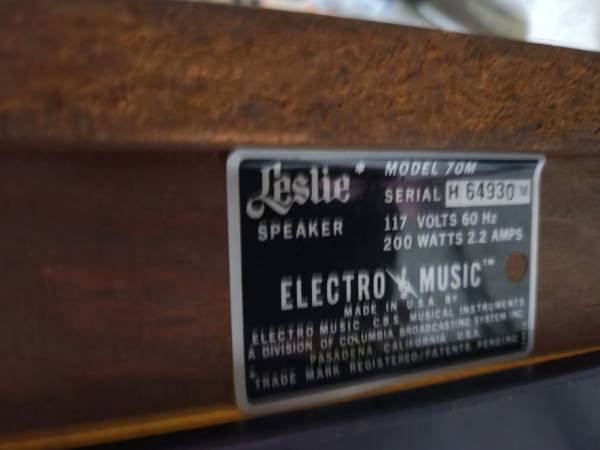 Leslie* MODEL 70M
SERIAL H 64930 M
SPEAKER
117 VOLTS 60 Hz
200 WATTS 2.2 AMPS
ELECTRO MUSIC™
MADE IN U.S.A. BY
ELECTRO MUSIC C.B.S. MUSICAL INSTRUMENTS
A DIVISION OF COLUMBIA BROADCASTING SYSTEM INC.
PASADENA, CALIFORNIA U.S.A.
* TRADE MARK REGISTERED/PATENTS PENDING